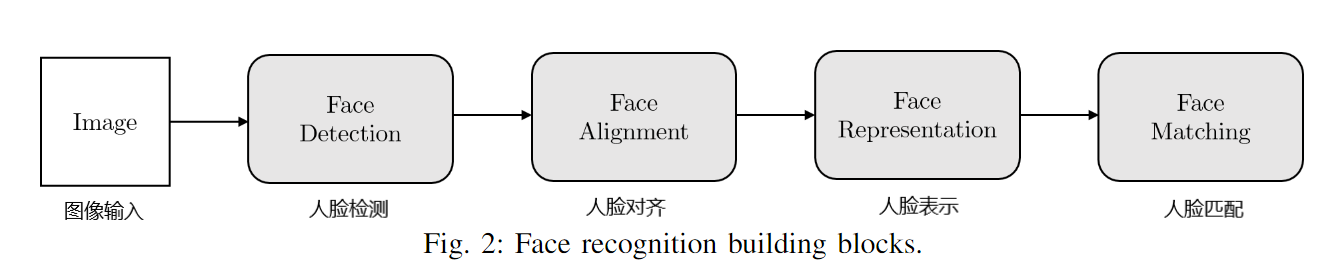 Image
Face
Detection
Face
Alignment
Face
Representation
Face
Matching
图像输入
人脸检测
人脸对齐
人脸表示
人脸匹配
Fig. 2: Face recognition building blocks.